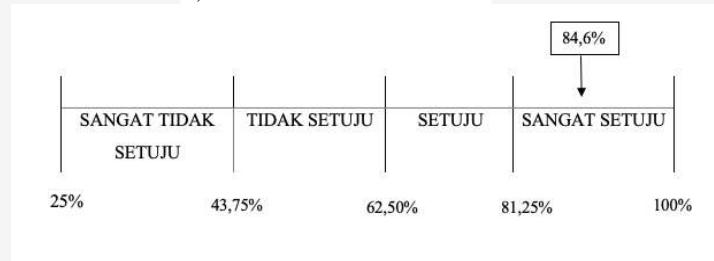 84,6%
SANGAT TIDAK SETUJU
TIDAK SETUJU
SETUJU
SANGAT SETUJU
25%
43,75%
62,50%
81,25%
100%